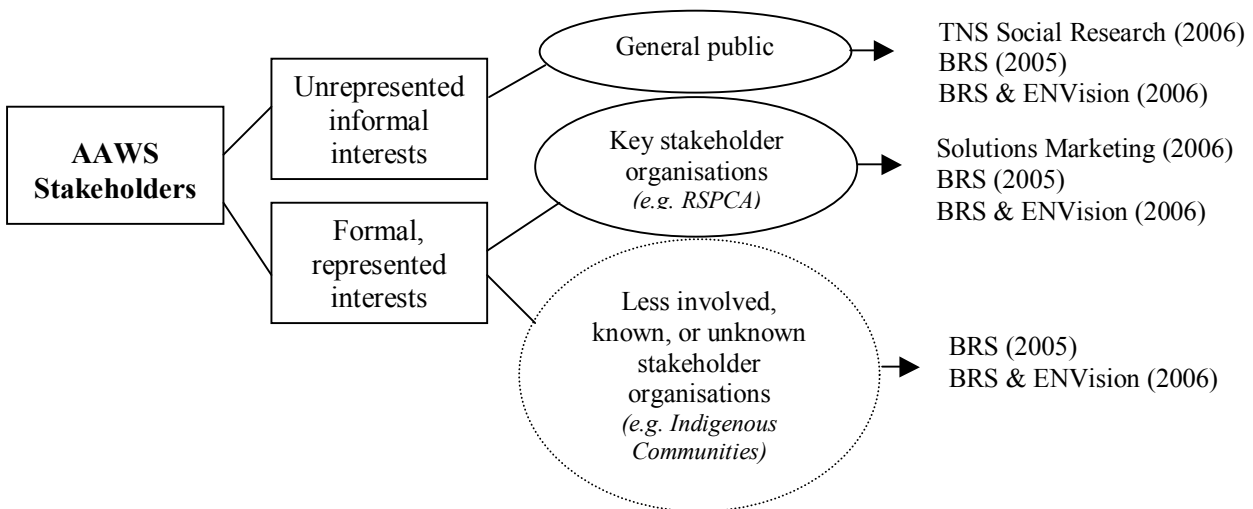 AAWS
Stakeholders
Unrepresented
informal
interests
Formal,
represented
interests
General public
Key stakeholder
organisations
(e.g. RSPCA)
Less involved,
known, or unknown
stakeholder
organisations
(e.g. Indigenous
Communities)
TNS Social Research (2006)
BRS (2005)
BRS & ENVision (2006)
Solutions Marketing (2006)
BRS (2005)
BRS & ENVision (2006)
BRS (2005)
BRS & ENVision (2006)